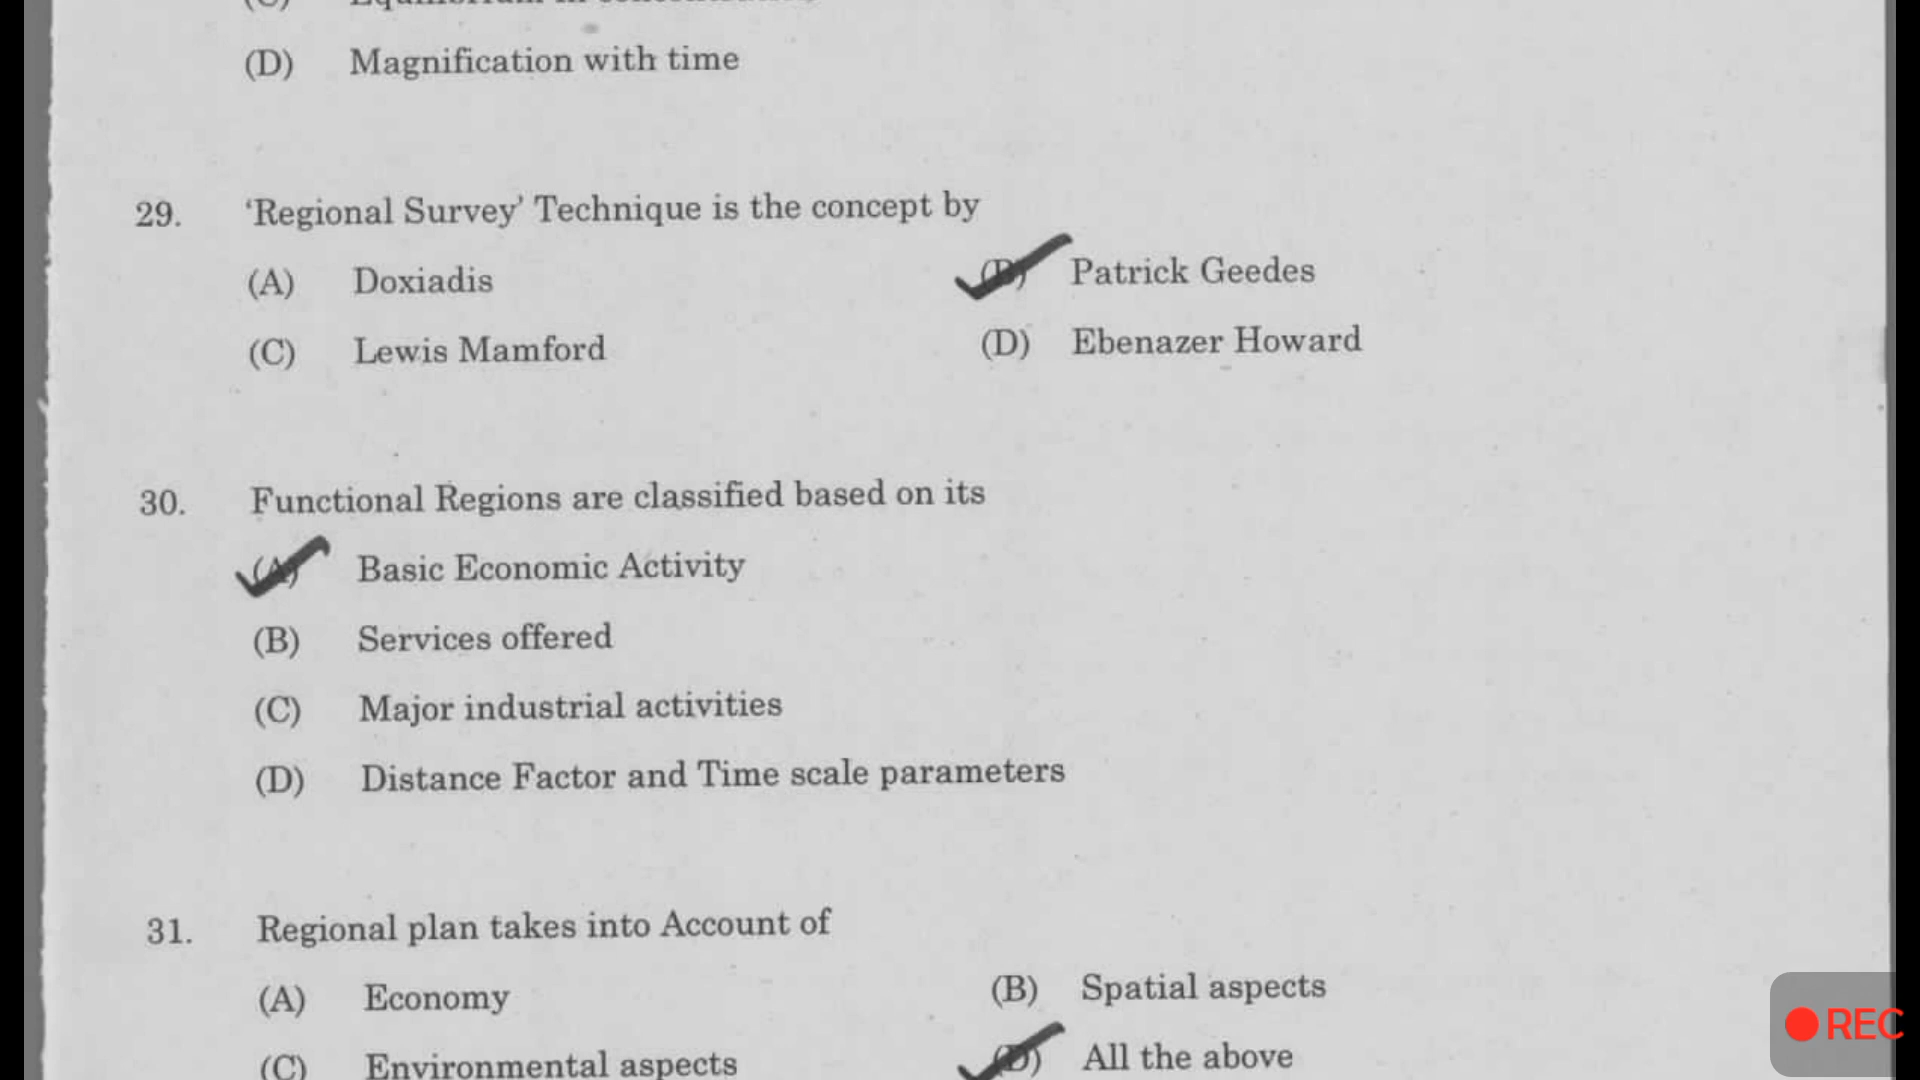 (D) Magnification with time
29. 'Regional Survey' Technique is the concept by
(A) Doxiadis
(B) Patrick Geedes
(C) Lewis Mamford
(D) Ebenazer Howard
30. Functional Regions are classified based on its
(A) Basic Economic Activity
(B) Services offered
(C) Major industrial activities
(D) Distance Factor and Time scale parameters
31. Regional plan takes into Account of
(A) Economy
(B) Spatial aspects
(C) Environmental aspects
(D) All the above
REC